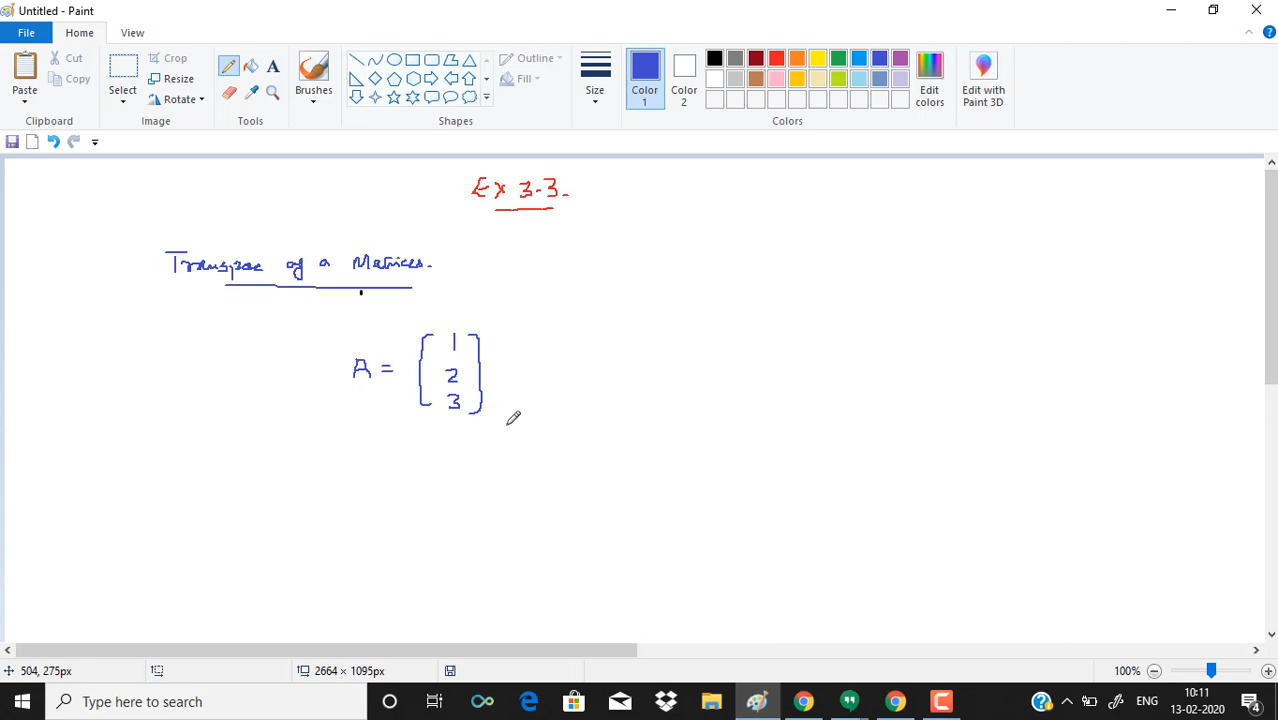 Untitled - Paint
File Home View
Paste
Cut
Copy
Clipboard
Select
Crop
Resize
Rotate
Image
Tools
Brushes
Shapes
Outline
Fill
Size
Color 1
Color 2
Colors
Edit colors
Edit with Paint 3D
Ex 3.3.
Transpose of a Matrices.
A = [ 1
2
3 ]
504, 275px
2664 × 1095px
100%
Type here to search
ENG
10:11
13-02-2020
4